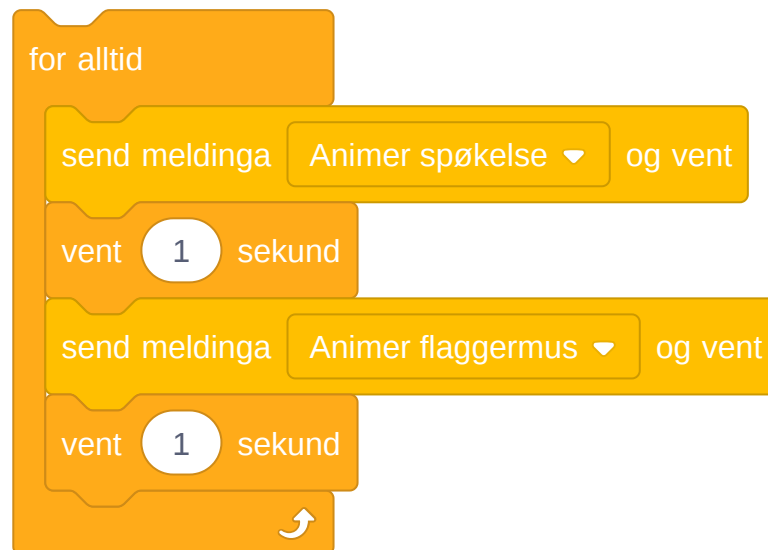 for alltid
send meldinga Animer spøkelse og vent
vent 1 sekund
send meldinga Animer flaggermus og vent
vent 1 sekund